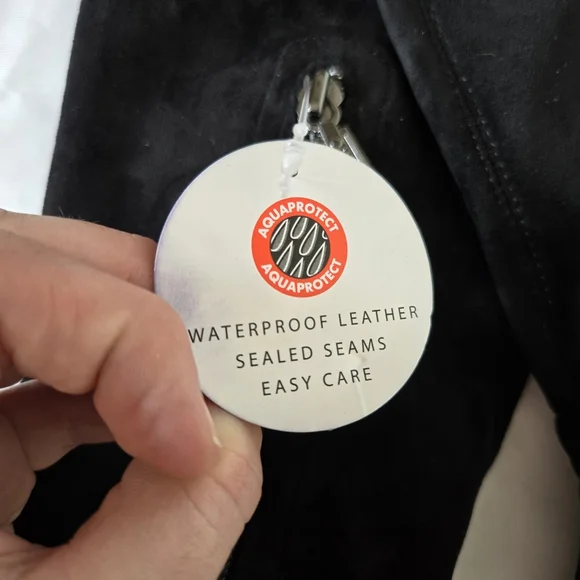 AQUAPROTECT
AQUAPROTECT
WATERPROOF LEATHER
SEALED SEAMS
EASY CARE